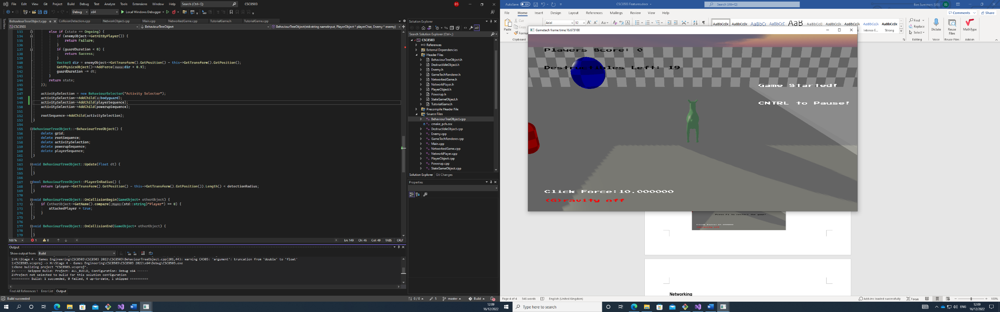 File Edit View Git Project Build Debug Test Analyze Tools Extensions Window Help Search (Ctrl+Q) CSC8503 BS
Debug x64 Local Windows Debugger
BehaviourTreeObject.cpp CollisionDetection.cpp NetworkObject.cpp Main.cpp NetworkedGame.cpp TutorialGame.h TutorialGame.cpp
CSC8503 BehaviourTreeObject BehaviourTreeObject(std::string nameInput, PlayerObject * playerChar, Enemy * enemy)
Toolbox
133 else if (state == Ongoing) {
134 if (enemyObject->GetHitByPlayer()) {
135 return Failure;
136 }
137 if (guardDuration < 0) {
138 return Success;
139 }
140 Vector3 dir = enemyObject->GetTransform().GetPosition() - this->GetTransform().GetPosition();
141 GetPhysicsObject()->AddForce(force: dir * 0.9);
142 guardDuration -= dt;
143 }
144 return state;
145 });
146
147 activitySelection = new BehaviourSelector("Activity Selector");
148 activitySelection->AddChild(n: bodyguard);
149 activitySelection->AddChild(playerSequence);
150 activitySelection->AddChild(powerupSequence);
151
152 rootSequence->AddChild(activitySelection);
153 }
154
155 BehaviourTreeObject::~BehaviourTreeObject() {
156 delete grid;
157 delete rootSequence;
158 delete activitySelection;
159 delete powerupSequence;
160 delete playerSequence;
161 }
162
163 void BehaviourTreeObject::Update(float dt) {
164
165 }
166
167 bool BehaviourTreeObject::PlayerInRadius() {
168 return (player->GetTransform().GetPosition() - this->GetTransform().GetPosition()).Length() < detectionRadius;
169 }
170
171 void BehaviourTreeObject::OnCollisionBegin(GameObject* otherObject) {
172 if (otherObject->GetName().compare(_Right: (std::string)"Player") == 0) {
173 attackedPlayer = true;
174 }
175 }
176
177 void BehaviourTreeObject::OnCollisionEnd(GameObject* otherObject) {
178
179 }
100 % 1 0 Ln: 149 Ch: 46 Col: 49 TABS CRLF
Output
Show output from: Build
1>H:\Stage 4 - Games Engineering\CSC8503\CSC8503 2022\CSC8503\BehaviourTreeObject.cpp(201,44): warning C4305: 'argument': truncation from 'double' to 'float'
1>CSC8503.vcxproj -> H:\Stage 4 - Games Engineering\CSC8503\CSC8503 2022\x64\Debug\CSC8503.exe
1>Done building project "CSC8503.vcxproj".
2>------ Skipped Build: Project: ALL_BUILD, Configuration: Debug x64 ------
2>Project not selected to build for this solution configuration
========== Build: 1 succeeded, 0 failed, 4 up-to-date, 1 skipped ==========
Find All References 1 Error List Output
Build succeeded 0 / 0 5 master Build 1
Solution Explorer
Search Solution Explorer (Ctrl+;)
CSC8503
References
External Dependencies
Header Files
BehaviourTreeObject.h
DestructibleObject.h
Enemy.h
GameTechRenderer.h
NetworkedGame.h
NetworkPlayer.h
PlayerObject.h
Powerup.h
StateGameObject.h
TutorialGame.h
Precompile Header File
Source Files
BehaviourTreeObject.cpp
cmake_pch.cxx
DestructibleObject.cpp
Enemy.cpp
GameTechRenderer.cpp
Main.cpp
NetworkedGame.cpp
NetworkPlayer.cpp
PlayerObject.cpp
Powerup.cpp
StateGameObject.cpp
Solution Explorer Git Changes
Properties
12:09
16/12/2022
AutoSave Off CSC8503 Features.docx Search (Alt+Q) Ben Summers (UG) BS
File Home Insert Design Layout References Mailings Review View Help Comments Share
Paste Cut Copy Format
Clipboard
Arial 12 Aa
AaBbCcDc AaBbCcDc AaBbCc AaBbCcD AaB AaBbCcD AaBbCcDc AaBbCcDc AaBbCcDc AaBbCcDc AaBbCcDc
Intense E... Strong
Find Replace Select Editing
Dictate Voice
Reuse Files Reuse Files
MathType Add-in
Gametech frame time:16.673100
Players Score: 0
Destructibles Left: 19
Game Started!
CNTRL to Pause!
Click Force:10.000000
(G)ravity off
Press F1 to restart the game!
Click Force:10.000000
Networking
Page 4 of 4 546 words English (United Kingdom) Add-ins loaded successfully Focus 100%
Type here to search
ENG 12:09
16/12/2022